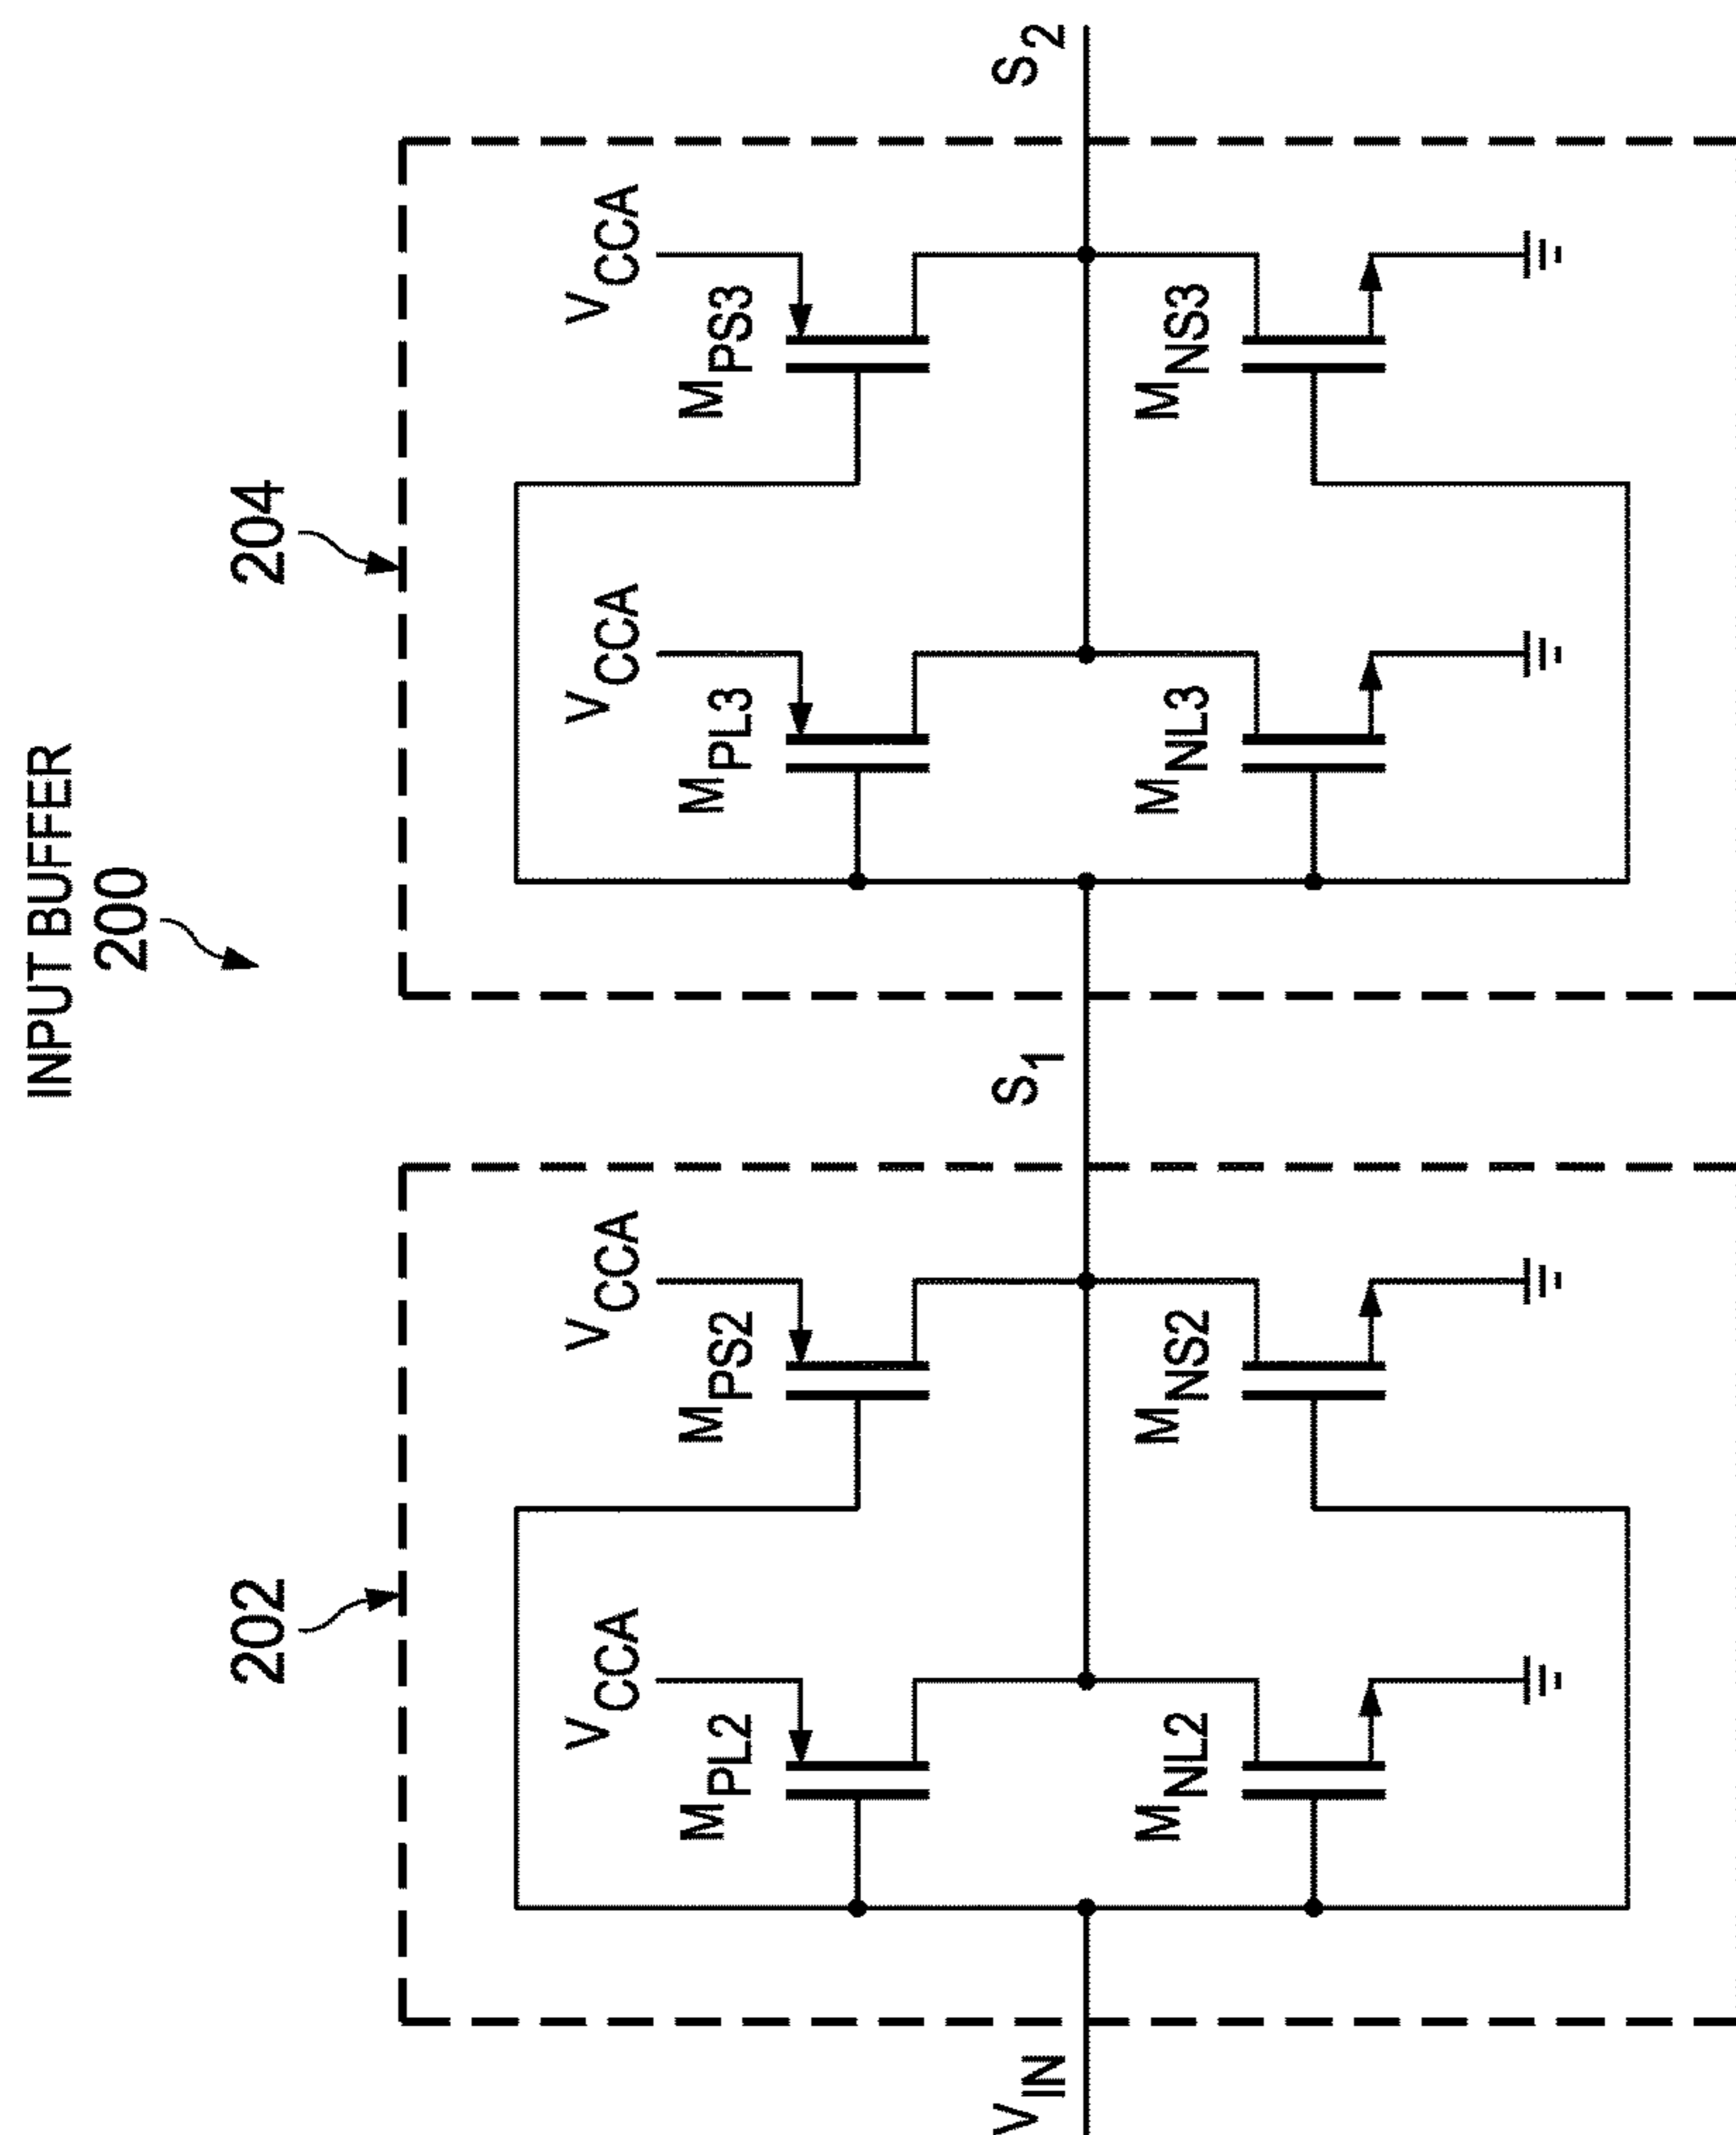 INPUT BUFFER
200
202
204
VCCA
VCCA
VCCA
VCCA
MPL2
MPS2
MPL3
MPS3
VIN
S1
S2
MNL2
MNS2
MNL3
MNS3